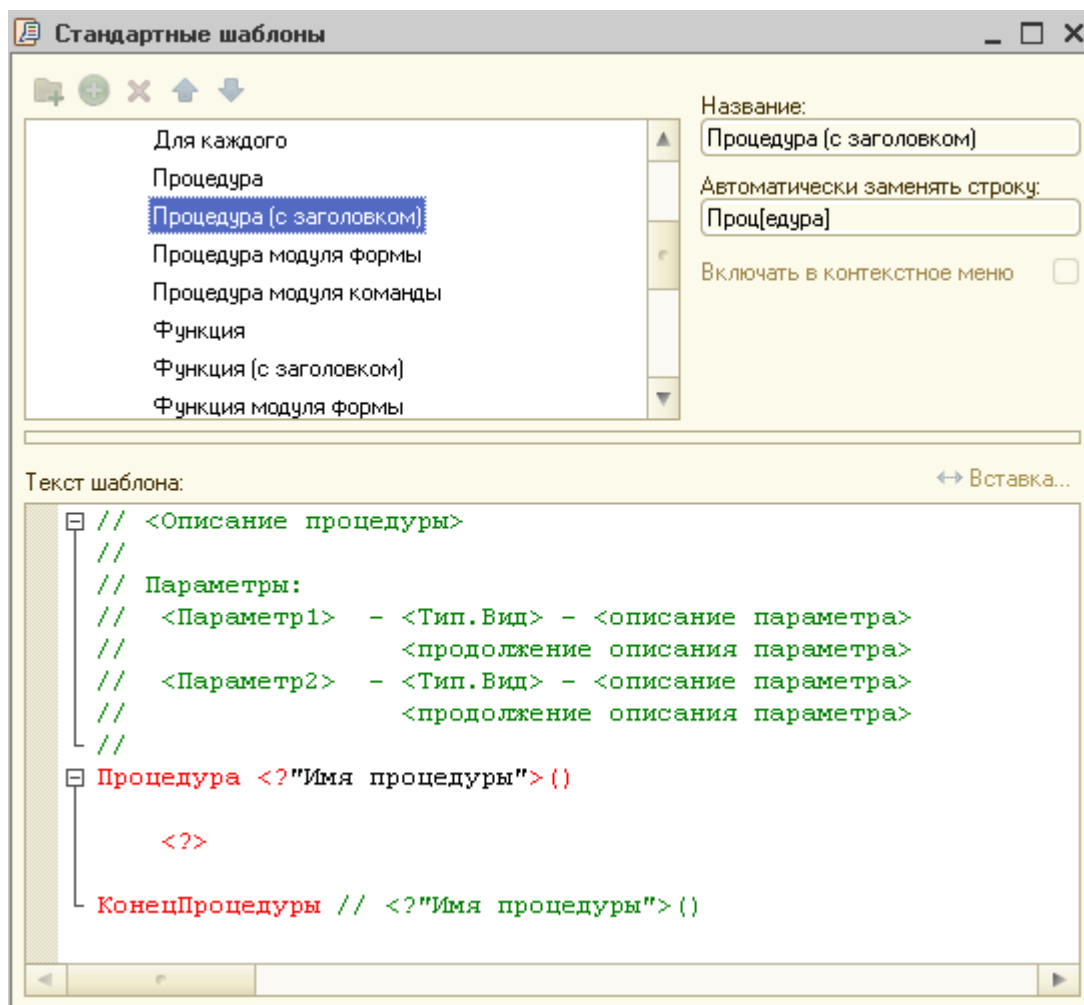 Стандартные шаблоны
Название:
Для каждого
Процедура (с заголовком)
Процедура
Автоматически заменять строку:
Процедура (с заголовком)
Проц[едура]
Процедура модуля формы
Включать в контекстное меню
Процедура модуля команды
Функция
Функция (с заголовком)
Функция модуля формы
Текст шаблона:
Вставка...
// <Описание процедуры>
//
// Параметры:
//  <Параметр1>  - <Тип.Вид> - <описание параметра>
//                 <продолжение описания параметра>
//  <Параметр2>  - <Тип.Вид> - <описание параметра>
//                 <продолжение описания параметра>
//
Процедура <?"Имя процедуры">()
<?>
КонецПроцедуры // <?"Имя процедуры">()